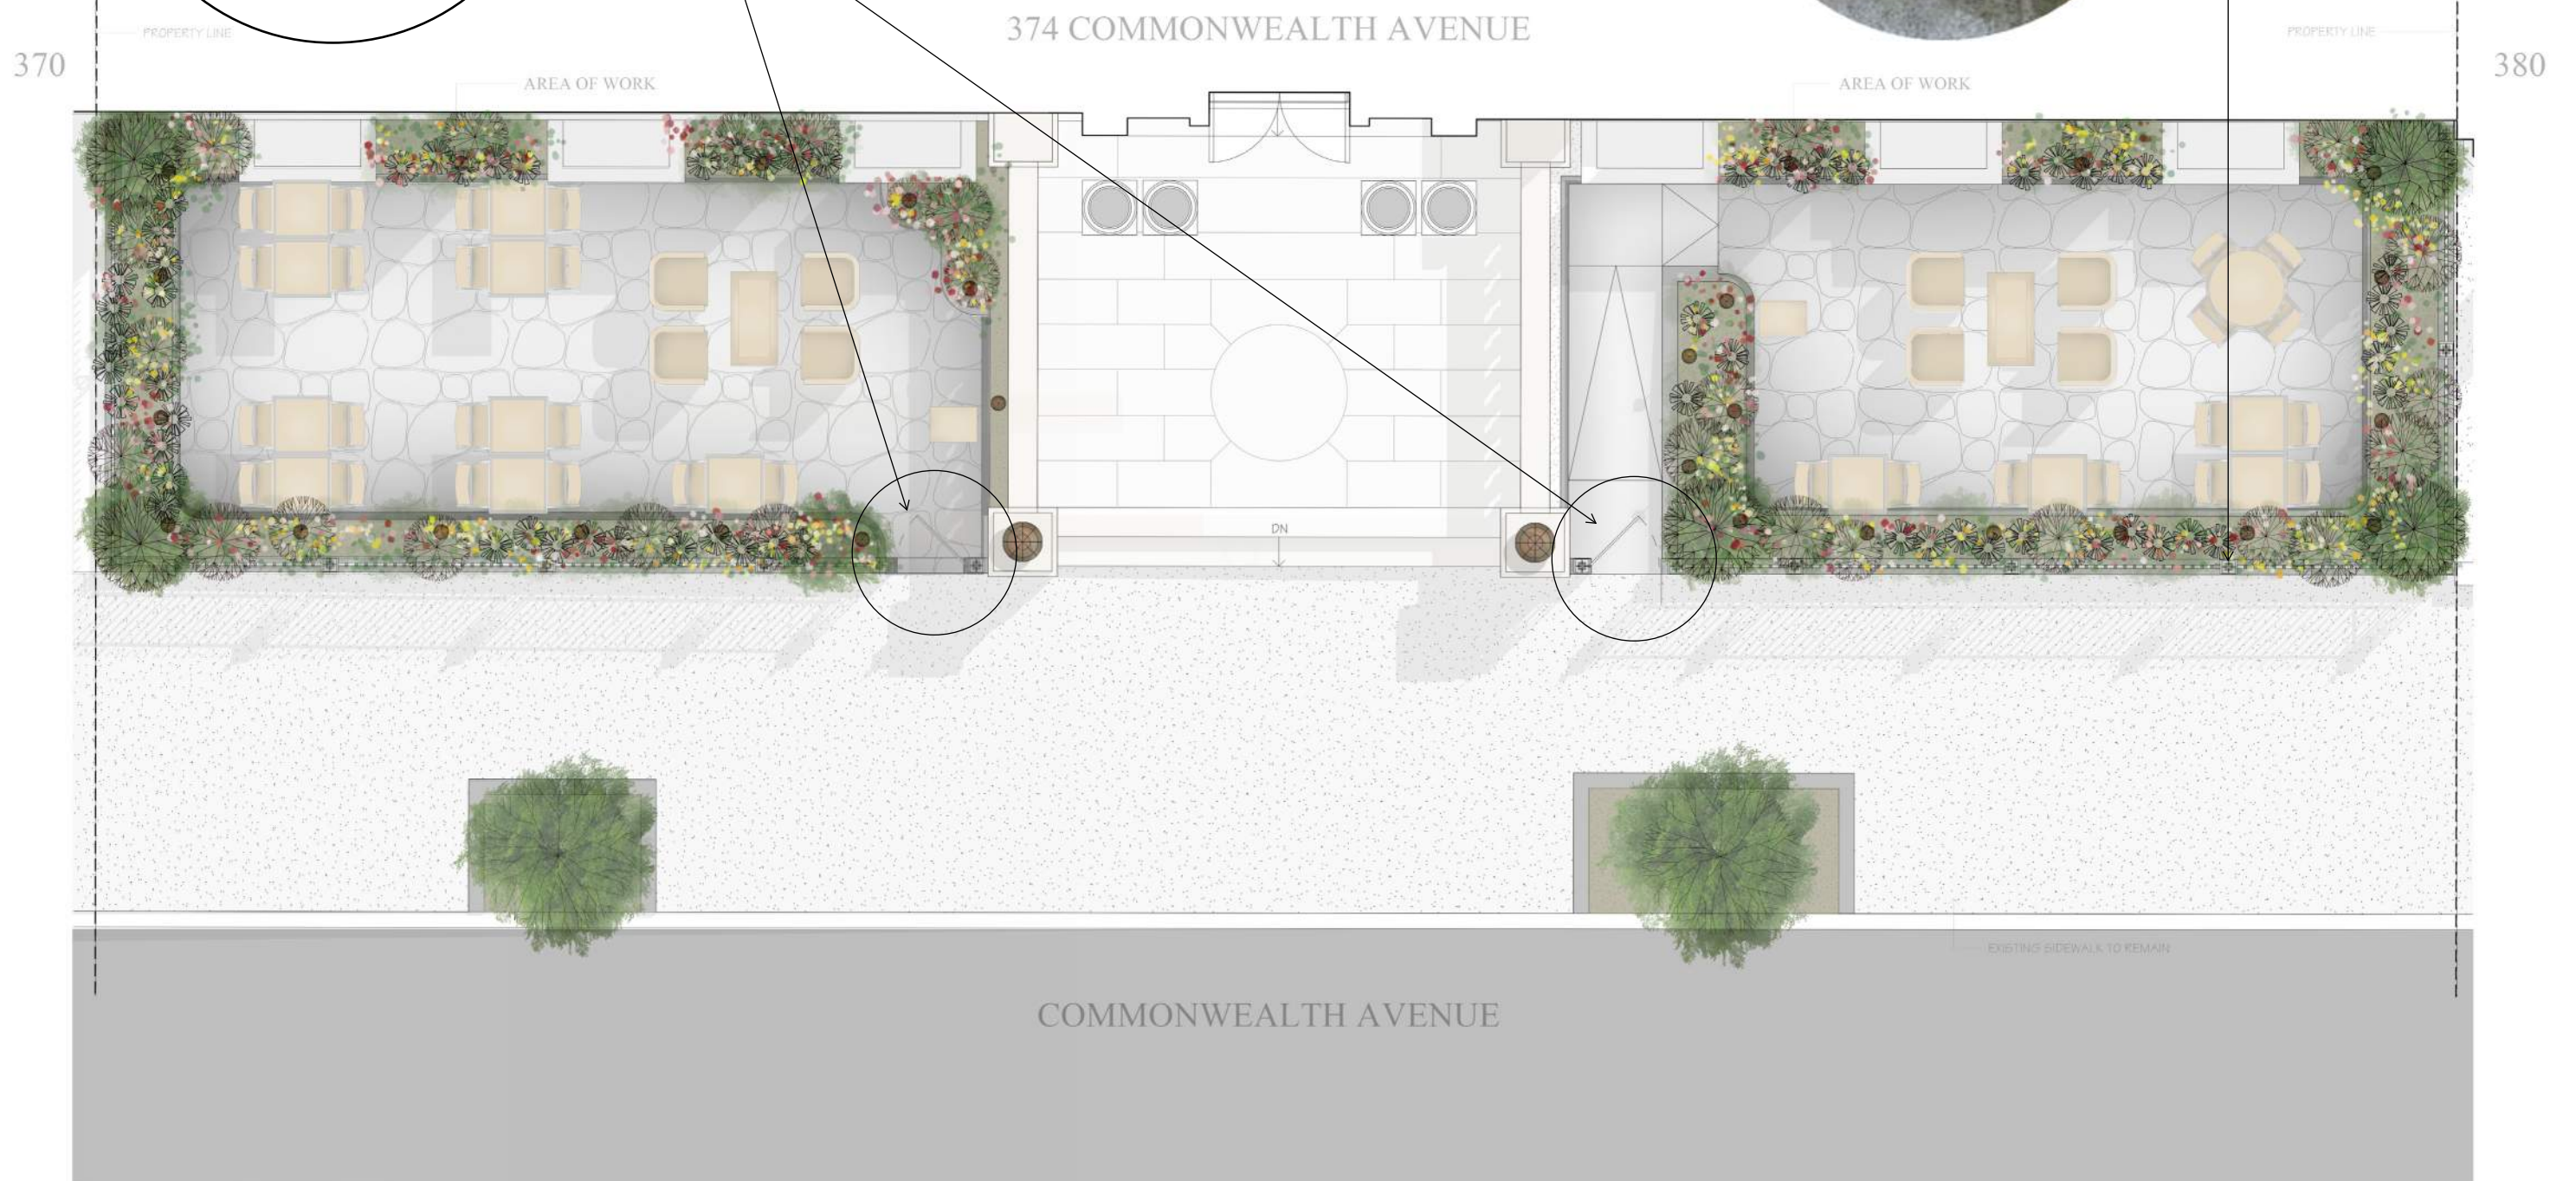 374 COMMONWEALTH AVENUE
PROPERTY LINE
PROPERTY LINE
370
380
AREA OF WORK
AREA OF WORK
DN
EXISTING SIDEWALK TO REMAIN
COMMONWEALTH AVENUE